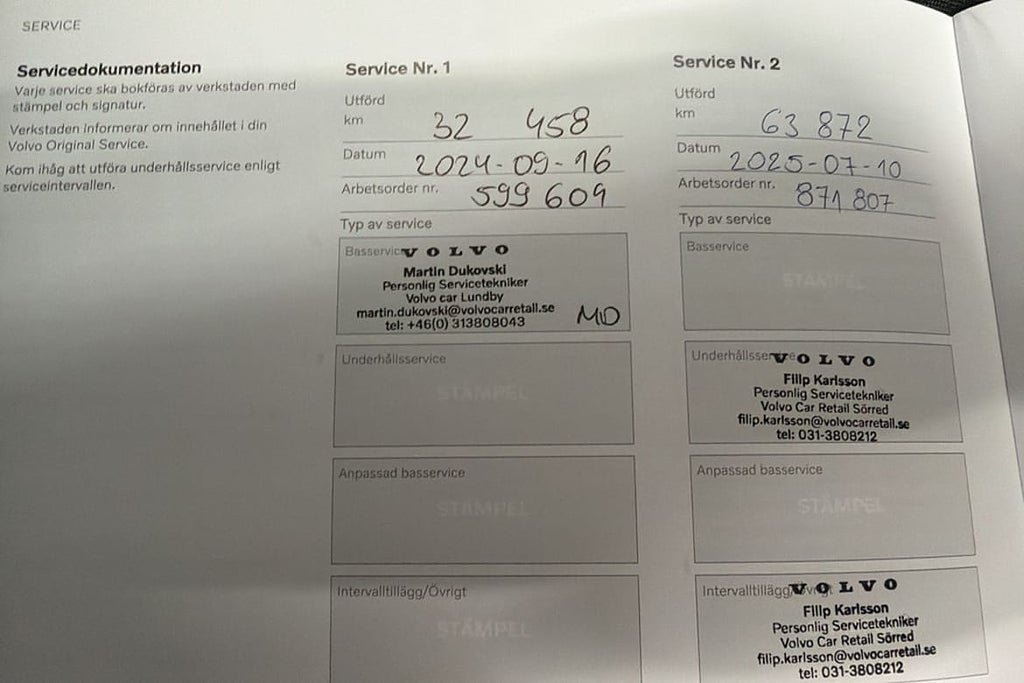 SERVICE
Servicedokumentation
Varje service ska bokföras av verkstaden med
stämpel och signatur.
Verkstaden informerar om innehållet i din
Volvo Original Service.
Kom ihåg att utföra underhållsservice enligt
serviceintervallen.
Service Nr. 1
Utförd
km 32 458
Datum 2024-09-16
Arbetsorder nr. 599 609
Typ av service
Basservice VOLVO
Martin Dukovski
Personlig Servicetekniker
Volvo car Lundby
martin.dukovski@volvocarretail.se
tel: +46(0) 313808043 MD
Underhållsservice
STÄMPEL
Anpassad basservice
STÄMPEL
Intervalltillägg/Övrigt
STÄMPEL
Service Nr. 2
Utförd
km 63 872
Datum 2025-07-10
Arbetsorder nr. 871 807
Typ av service
Basservice
STÄMPEL
Underhållsservice VOLVO
Filip Karlsson
Personlig Servicetekniker
Volvo Car Retail Sörred
filip.karlsson@volvocarretail.se
tel: 031-3808212
Anpassad basservice
STÄMPEL
Intervalltillägg/Övrigt VOLVO
Filip Karlsson
Personlig Servicetekniker
Volvo Car Retail Sörred
filip.karlsson@volvocarretail.se
tel: 031-3808212